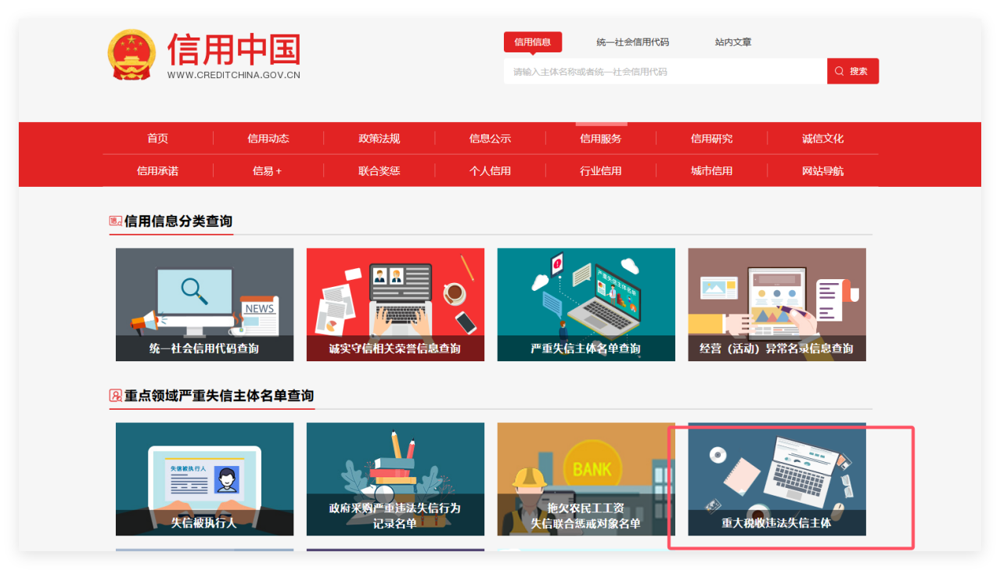 信用中国
WWW.CREDITCHINA.GOV.CN
信用信息 统一社会信用代码 站内文章
请输入主体名称或者统一社会信用代码 搜索
首页 信用动态 政策法规 信息公示 信用服务 信用研究 诚信文化
信用承诺 信易+ 联合奖惩 个人信用 行业信用 城市信用 网站导航
信用信息分类查询
NEWS
严重失信主体名单
统一社会信用代码查询 诚实守信相关荣誉信息查询 严重失信主体名单查询 经营（活动）异常名录信息查询
重点领域严重失信主体名单查询
失信被执行人
BANK
失信被执行人
政府采购严重违法失信行为
记录名单
拖欠农民工工资
失信联合惩戒对象名单
重大税收违法失信主体